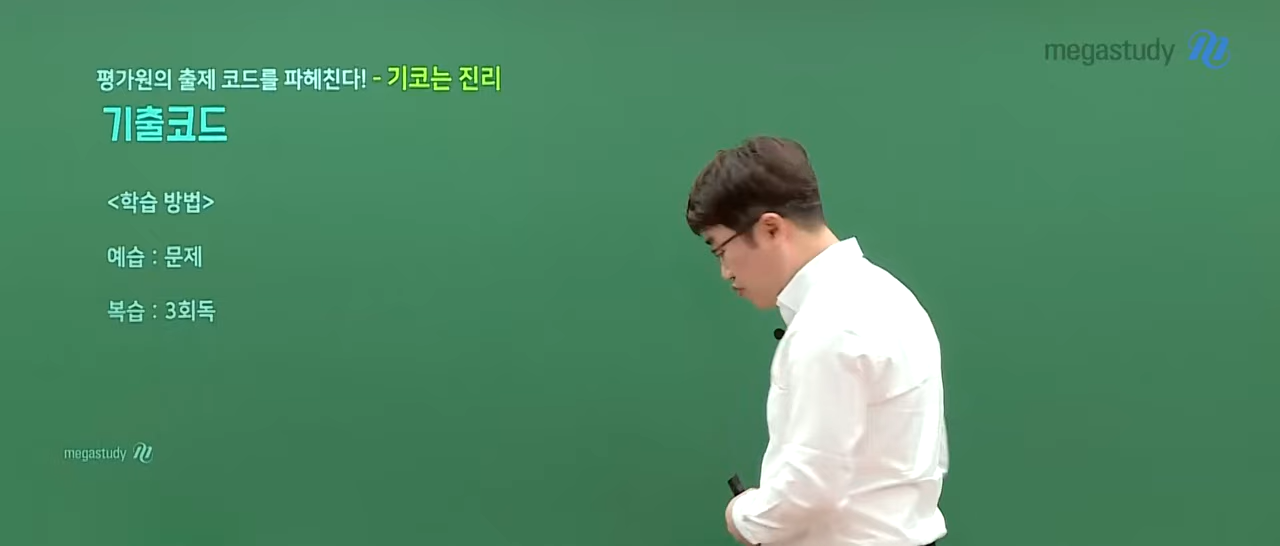 megastudy
평가원의 출제 코드를 파헤친다! - 기코는 진리
기출코드
<학습 방법>
예습 : 문제
복습 : 3회독
megastudy